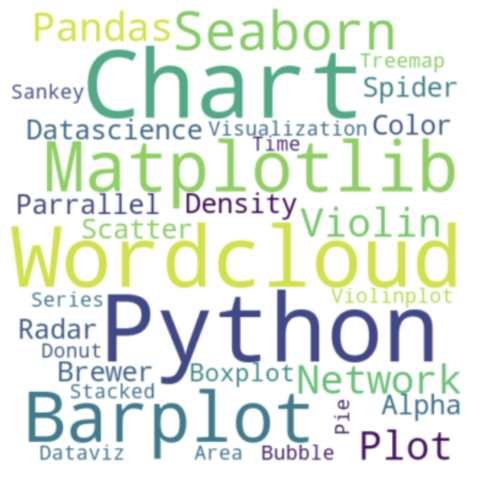 Pandas Seaborn
Chart
Treemap
Sankey
Spider
Datascience Visualization Color
Time
Matplotlib
Parrallel Density
Scatter Violin
Wordcloud
Series Violinplot
Python
Radar
Donut
Brewer Boxplot Network
Stacked
Barplot
Pie
Alpha
Plot
Dataviz Area Bubble